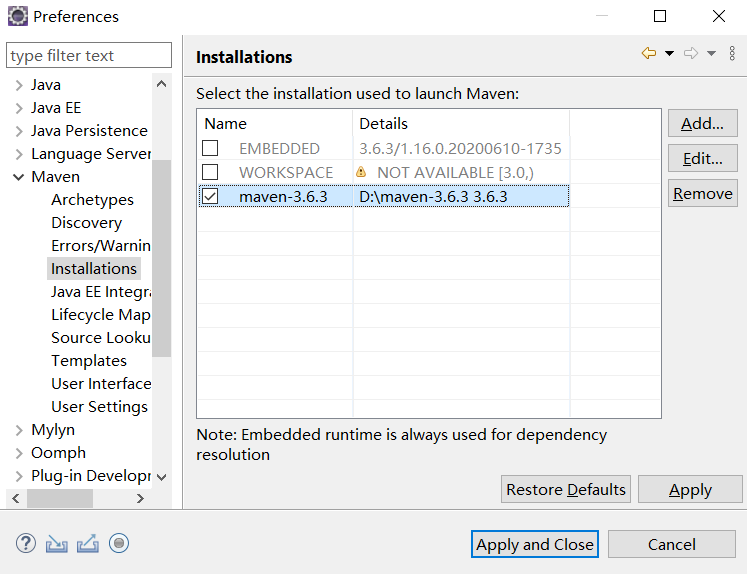 Preferences
type filter text
Java
Java EE
Java Persistence
Language Server
Maven
Archetypes
Discovery
Errors/Warnin
Installations
Java EE Integra
Lifecycle Map
Source Looku
Templates
User Interface
User Settings
Mylyn
Oomph
Plug-in Developr
Installations
Select the installation used to launch Maven:
Name Details
EMBEDDED 3.6.3/1.16.0.20200610-1735
WORKSPACE NOT AVAILABLE [3.0,)
maven-3.6.3 D:\maven-3.6.3 3.6.3
Add...
Edit...
Remove
Note: Embedded runtime is always used for dependency
resolution
Restore Defaults Apply
Apply and Close Cancel